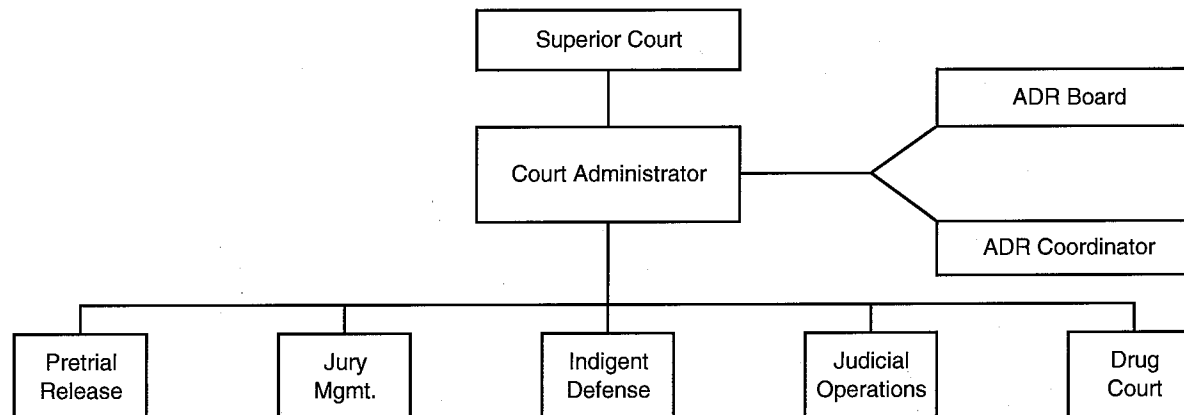 Superior Court
ADR Board
Court Administrator
ADR Coordinator
Pretrial
Release
Jury
Mgmt.
Indigent
Defense
Judicial
Operations
Drug
Court